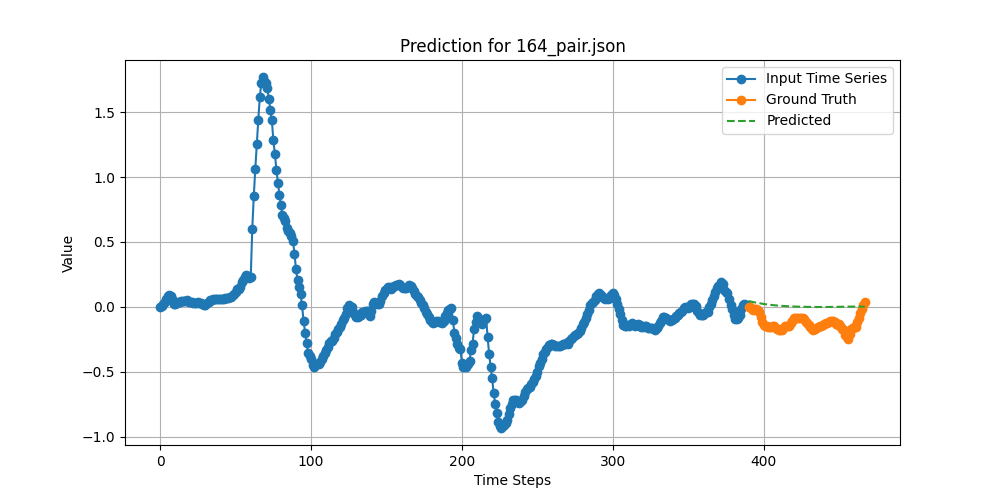 Prediction for 164_pair.json
Input Time Series
Ground Truth
Predicted
1.5
1.0
0.5
0.0
−0.5
−1.0
Value
0 100 200 300 400
Time Steps